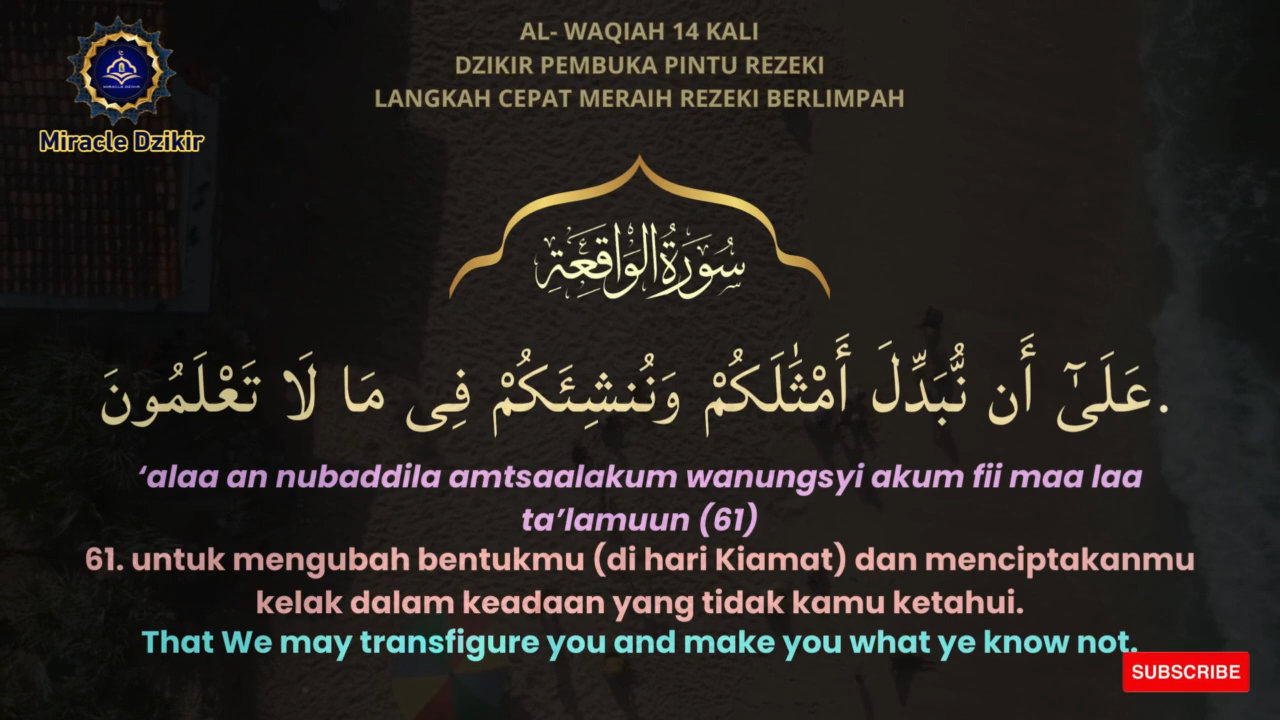 AL- WAQIAH 14 KALI
DZIKIR PEMBUKA PINTU REZEKI
LANGKAH CEPAT MERAIH REZEKI BERLIMPAH
Miracle Dzikir
سُورَةُ الْوَاقِعَةِ
عَلَىٰٓ أَن نُّبَدِّلَ أَمْثَٰلَكُمْ وَنُنشِئَكُمْ فِى مَا لَا تَعْلَمُونَ.
‘alaa an nubaddila amtsaalakum wanungsyi akum fii maa laa
ta’lamuun (61)
61. untuk mengubah bentukmu (di hari Kiamat) dan menciptakanmu
kelak dalam keadaan yang tidak kamu ketahui.
That We may transfigure you and make you what ye know not.
SUBSCRIBE